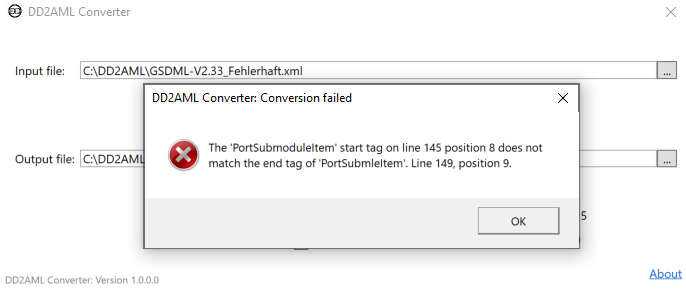 DD2AML Converter
Input file:
C:\DD2AML\GSDML-V2.33_Fehlerhaft.xml
...
DD2AML Converter: Conversion failed
The 'PortSubmoduleItem' start tag on line 145 position 8 does not
match the end tag of 'PortSubmleItem'. Line 149, position 9.
Output file:
C:\DD2AML
...
OK
5
About
DD2AML Converter: Version 1.0.0.0